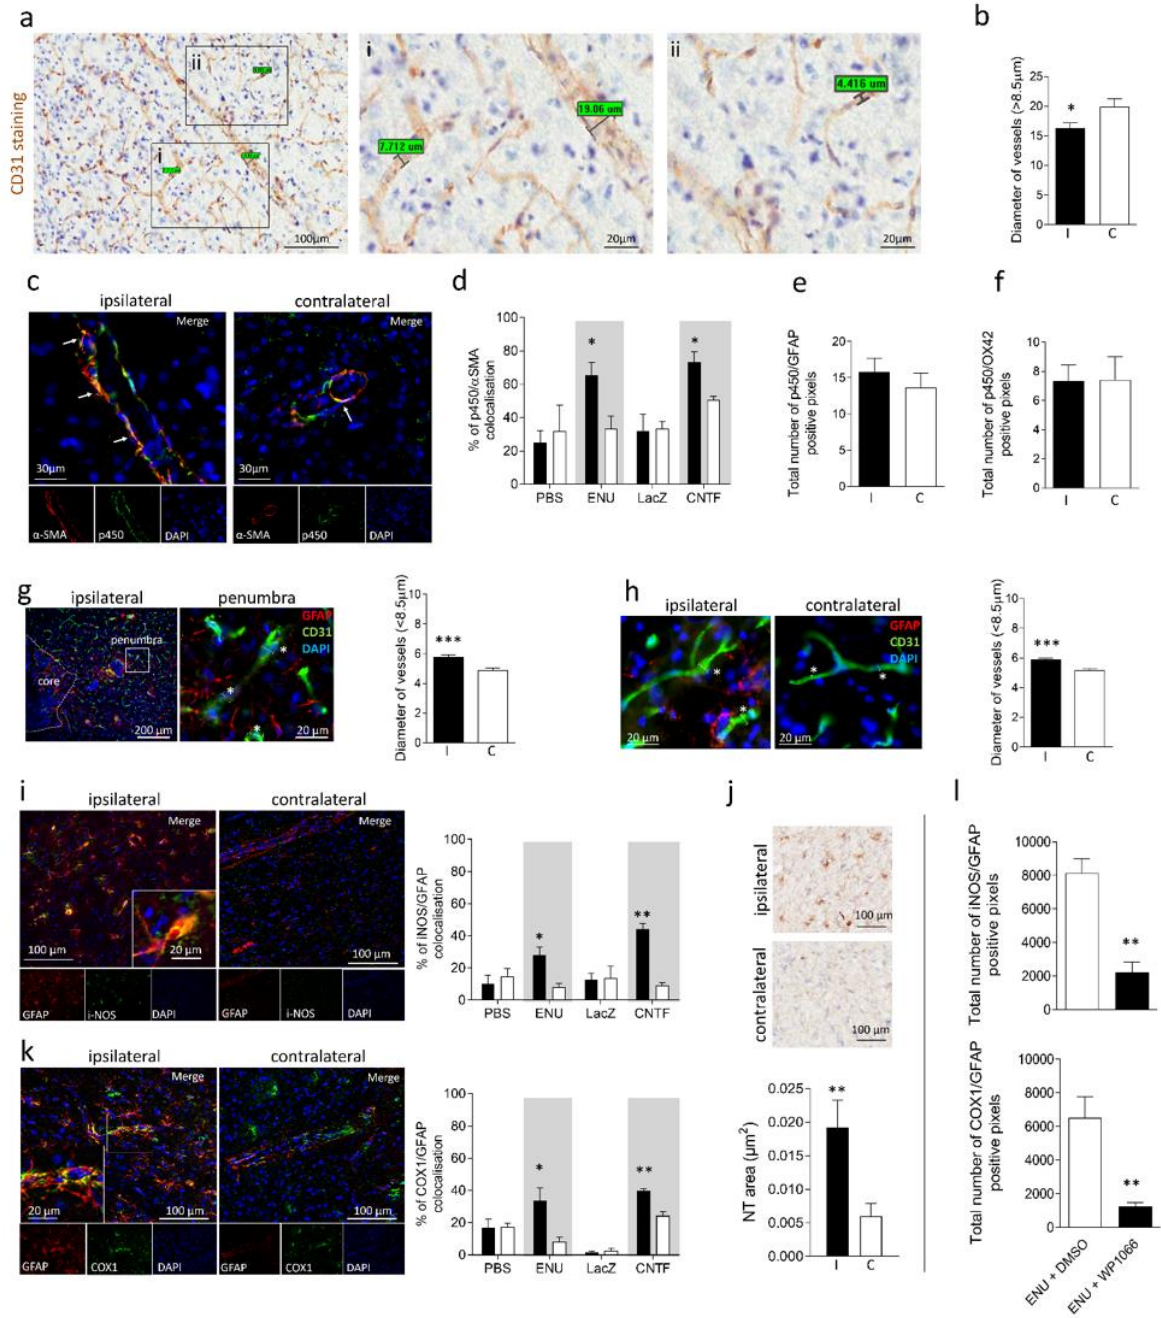 a
CD31 staining
ii
i
100μm
i
7.712 um
19.06 um
20μm
ii
4.416 um
20μm
b
Diameter of vessels (>8.5μm)
25
20
15
10
5
0
*
I C
c
ipsilateral
contralateral
Merge
Merge
30μm
30μm
α-SMA
p450
DAPI
α-SMA
p450
DAPI
d
% of p450/αSMA
colocalisation
100
80
60
40
20
0
*
*
PBS ENU LacZ CNTF
e
Total number of p450/GFAP
positive pixels
20
15
10
5
0
I C
f
Total number of p450/OX42
positive pixels
10
8
6
4
2
0
I C
g
ipsilateral
penumbra
penumbra
core
200 μm
GFAP
CD31
DAPI
*
*
*
20 μm
Diameter of vessels (<8.5μm)
10
8
6
4
2
0
***
I C
h
ipsilateral
contralateral
GFAP
CD31
DAPI
*
*
20 μm
GFAP
CD31
DAPI
*
*
20 μm
Diameter of vessels (<8.5μm)
10
8
6
4
2
0
***
I C
i
ipsilateral
contralateral
Merge
Merge
100 μm
20 μm
100 μm
GFAP
i-NOS
DAPI
GFAP
i-NOS
DAPI
% of iNOS/GFAP
colocalisation
100
80
60
40
20
0
*
**
PBS ENU LacZ CNTF
j
ipsilateral
100 μm
contralateral
100 μm
NT area (μm²)
0.025
0.020
0.015
0.010
0.005
0.000
**
I C
k
ipsilateral
contralateral
Merge
Merge
20 μm
100 μm
100 μm
GFAP
COX1
DAPI
GFAP
COX1
DAPI
% of COX1/GFAP
colocalisation
100
80
60
40
20
0
*
**
PBS ENU LacZ CNTF
l
Total number of iNOS/GFAP
positive pixels
10000
8000
6000
4000
2000
0
**
Total number of COX1/GFAP
positive pixels
10000
8000
6000
4000
2000
0
**
ENU + DMSO
ENU + WP1066